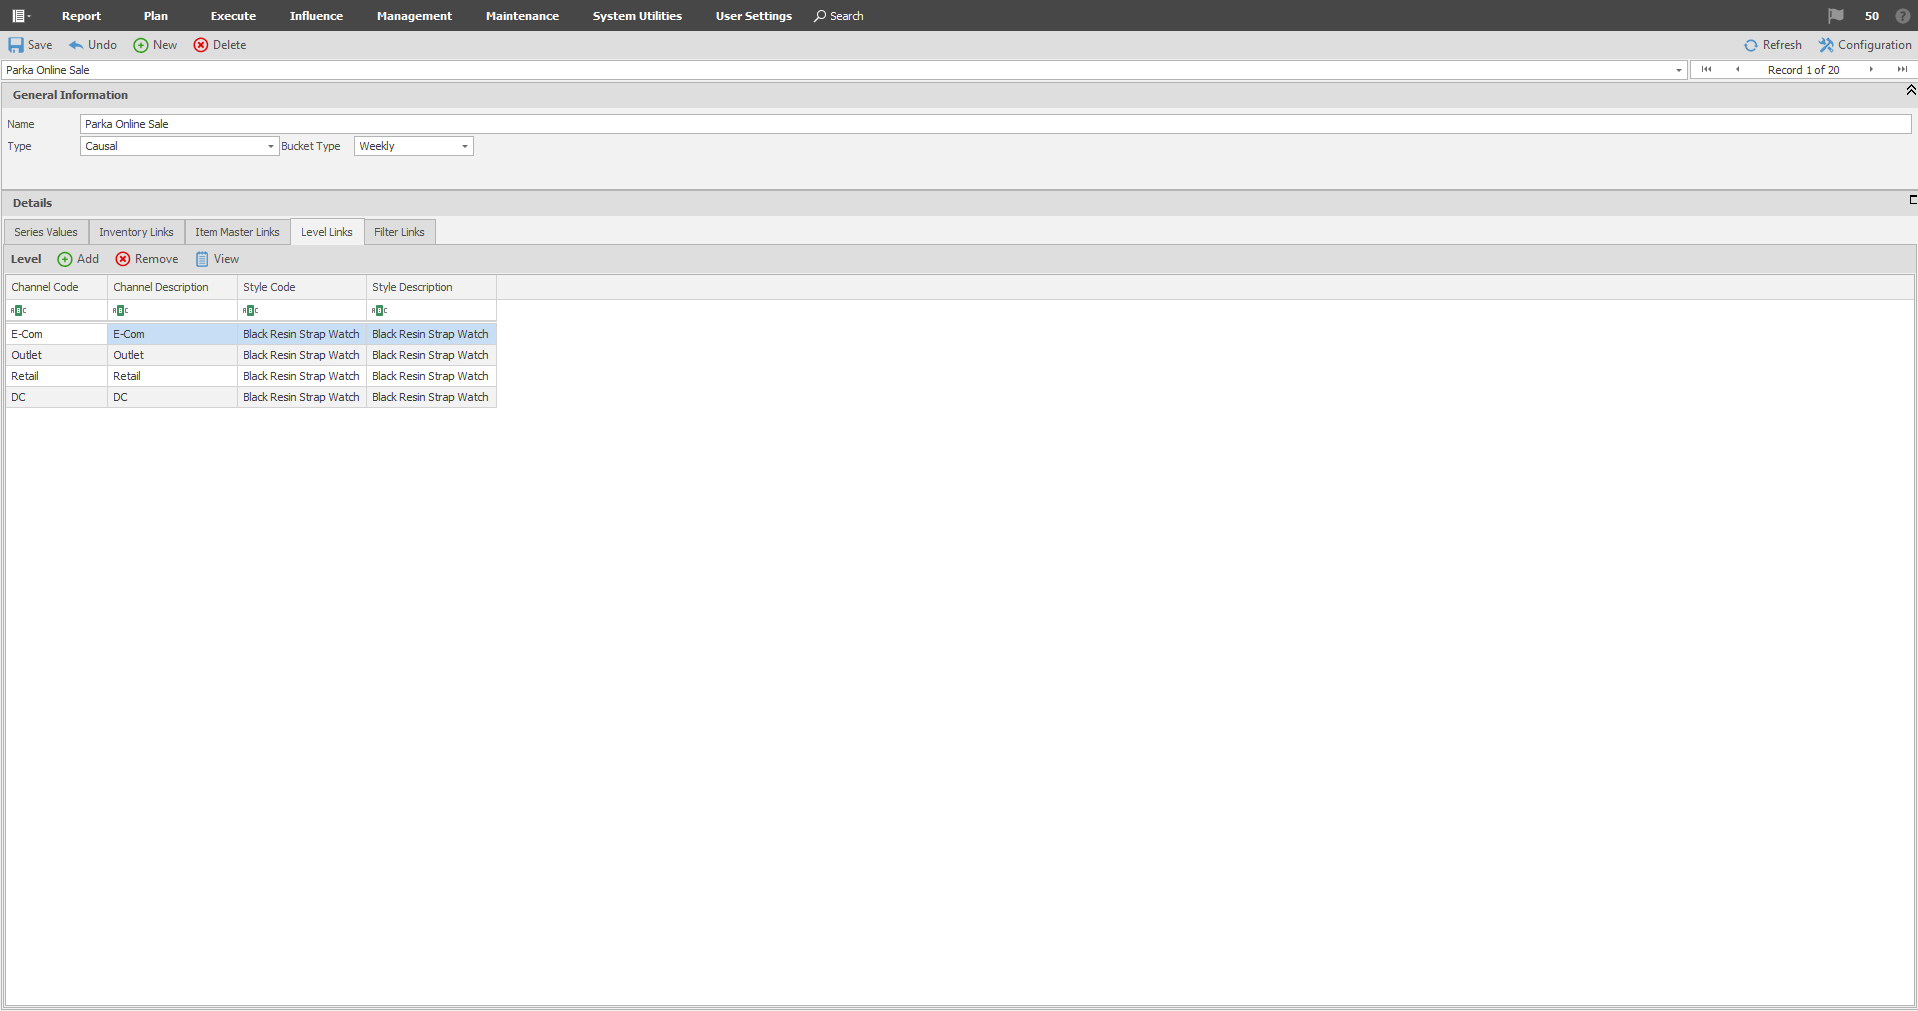 Report Plan Execute Influence Management Maintenance System Utilities User Settings Search 50 ?
Save Undo New Delete Refresh Configuration
Parka Online Sale Record 1 of 20
General Information
Name Parka Online Sale
Type Causal Bucket Type Weekly
Details
Series Values Inventory Links Item Master Links Level Links Filter Links
Level Add Remove View
Channel Code Channel Description Style Code Style Description
ABC ABC ABC ABC
E-Com E-Com Black Resin Strap Watch Black Resin Strap Watch
Outlet Outlet Black Resin Strap Watch Black Resin Strap Watch
Retail Retail Black Resin Strap Watch Black Resin Strap Watch
DC DC Black Resin Strap Watch Black Resin Strap Watch